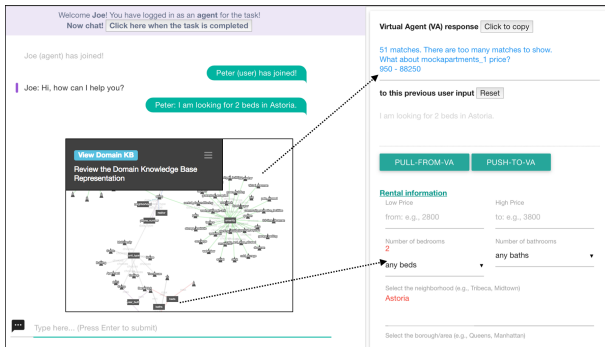 Welcome Joe! You have logged in as an agent for the task!
Now chat! Click here when the task is completed
Joe (agent) has joined!
Peter (user) has joined!
Joe: Hi, how can I help you?
Peter: I am looking for 2 beds in Astoria.
View Domain KB
Review the Domain Knowledge Base
Representation
Type here... (Press Enter to submit)
Virtual Agent (VA) response Click to copy
51 matches. There are too many matches to show.
What about mockapartments_1 price?
950 - 88250
to this previous user input Reset
I am looking for 2 beds in Astoria.
PULL-FROM-VA PUSH-TO-VA
Rental information
Low Price High Price
from: e.g., 2800 to: e.g., 3800
Number of bedrooms Number of bathrooms
2
any beds any baths
Select the neighborhood (e.g., Tribeca, Midtown)
Astoria
Select the borough/area (e.g., Queens, Manhattan)